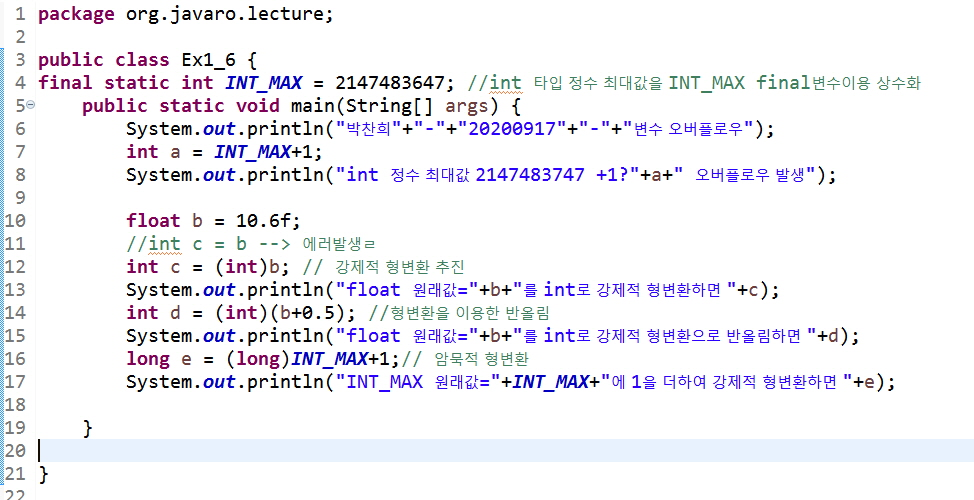 1 package org.javaro.lecture;
2
3 public class Ex1_6 {
4 final static int INT_MAX = 2147483647; //int 타입 정수 최대값을 INT_MAX final변수이용 상수화
5 public static void main(String[] args) {
6 System.out.println("박찬희"+"-"+"20200917"+"-"+"변수 오버플로우");
7 int a = INT_MAX+1;
8 System.out.println("int 정수 최대값 2147483747 +1?"+a+" 오버플로우 발생");
9
10 float b = 10.6f;
11 //int c = b --> 에러발생ㄹ
12 int c = (int)b; // 강제적 형변환 추진
13 System.out.println("float 원래값="+b+"를 int로 강제적 형변환하면 "+c);
14 int d = (int)(b+0.5); //형변환을 이용한 반올림
15 System.out.println("float 원래값="+b+"를 int로 강제적 형변환으로 반올림하면 "+d);
16 long e = (long)INT_MAX+1;// 암묵적 형변환
17 System.out.println("INT_MAX 원래값="+INT_MAX+"에 1을 더하여 강제적 형변환하면 "+e);
18
19 }
20
21 }
22